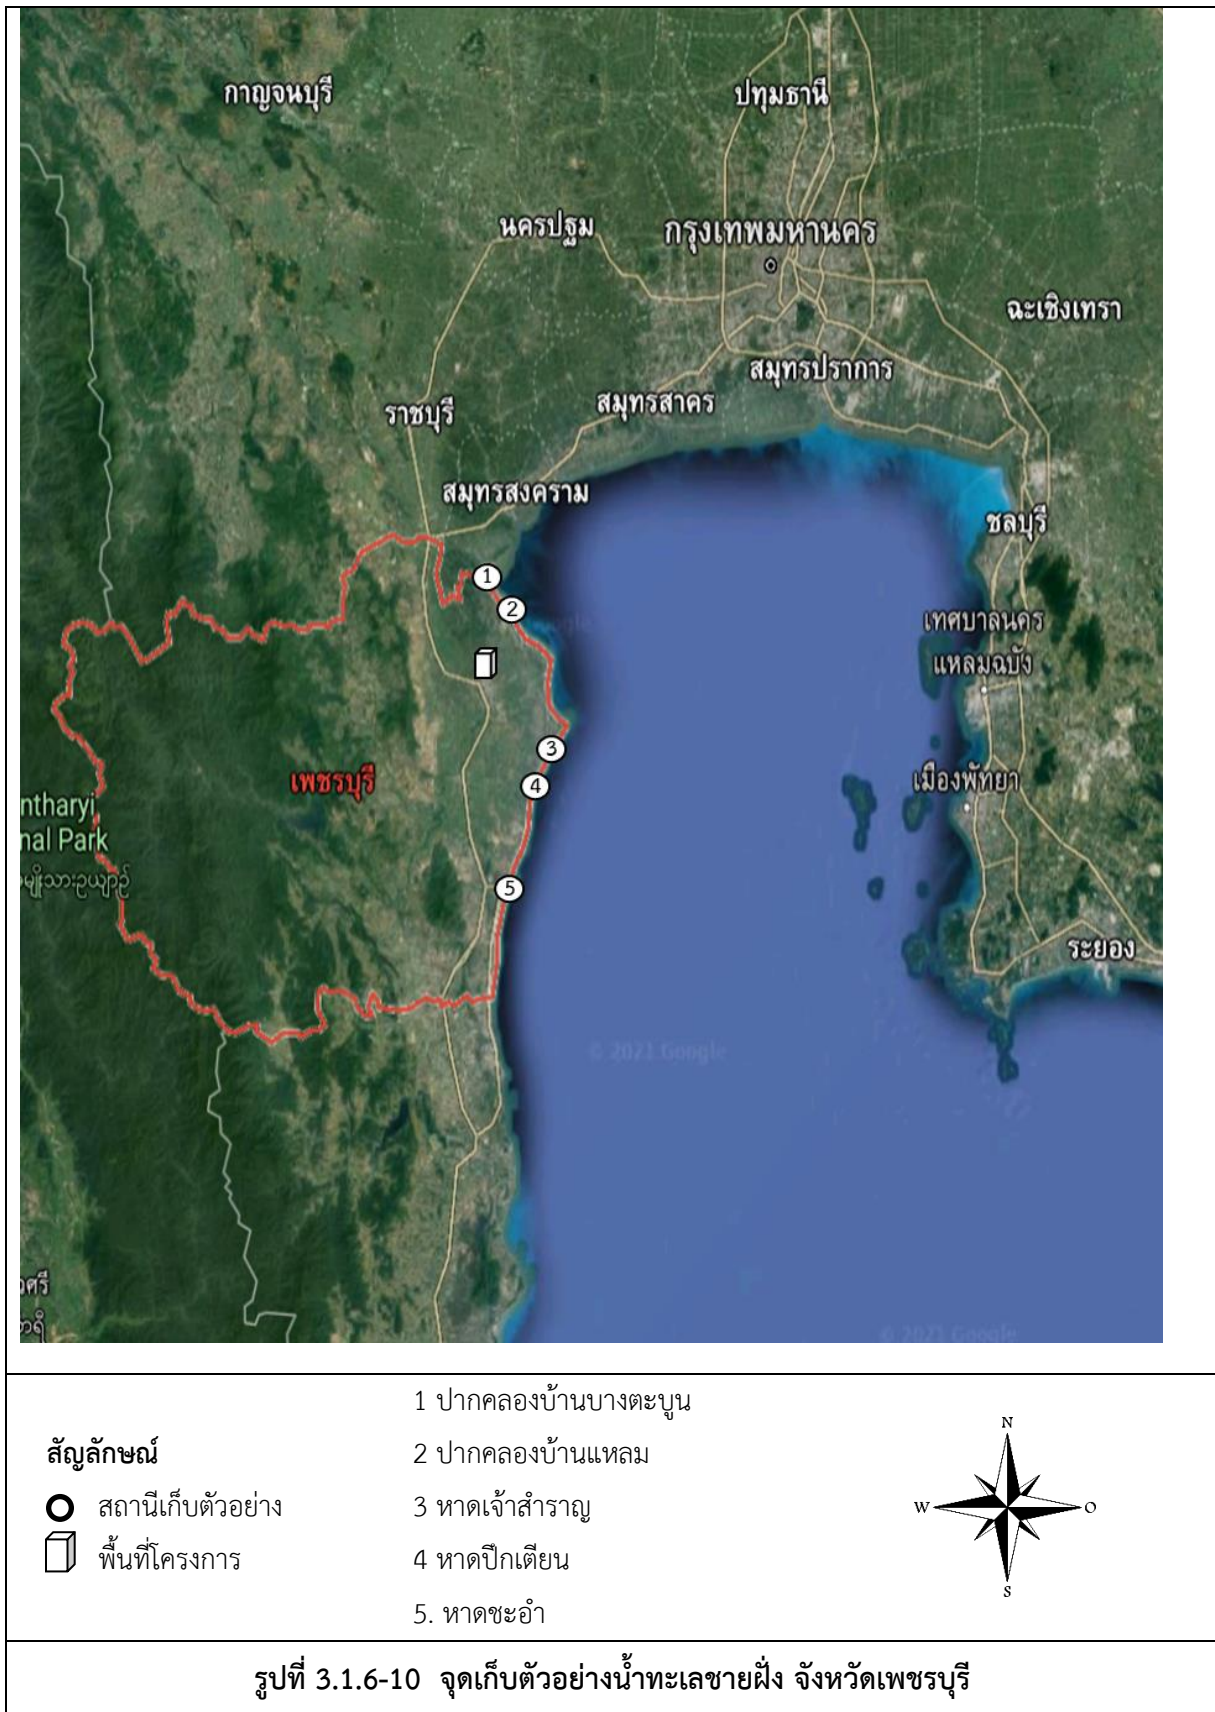 กาญจนบุรี
ปทุมธานี
นครปฐม
กรุงเทพมหานคร
ฉะเชิงเทรา
สมุทรปราการ
สมุทรสาคร
ราชบุรี
สมุทรสงคราม
ชลบุรี
1
2
เทศบาลนคร
แหลมฉบัง
3
เพชรบุรี
4
เมืองพัทยา
ntharyi
nal Park
5
ระยอง
© 2021 Google
© 2021 Google
1 ปากคลองบ้านบางตะบูน
สัญลักษณ์
2 ปากคลองบ้านแหลม
สถานีเก็บตัวอย่าง
3 หาดเจ้าสำราญ
พื้นที่โครงการ
4 หาดปึกเตียน
5. หาดชะอำ
N
W
O
S
รูปที่ 3.1.6-10 จุดเก็บตัวอย่างน้ำทะเลชายฝั่ง จังหวัดเพชรบุรี